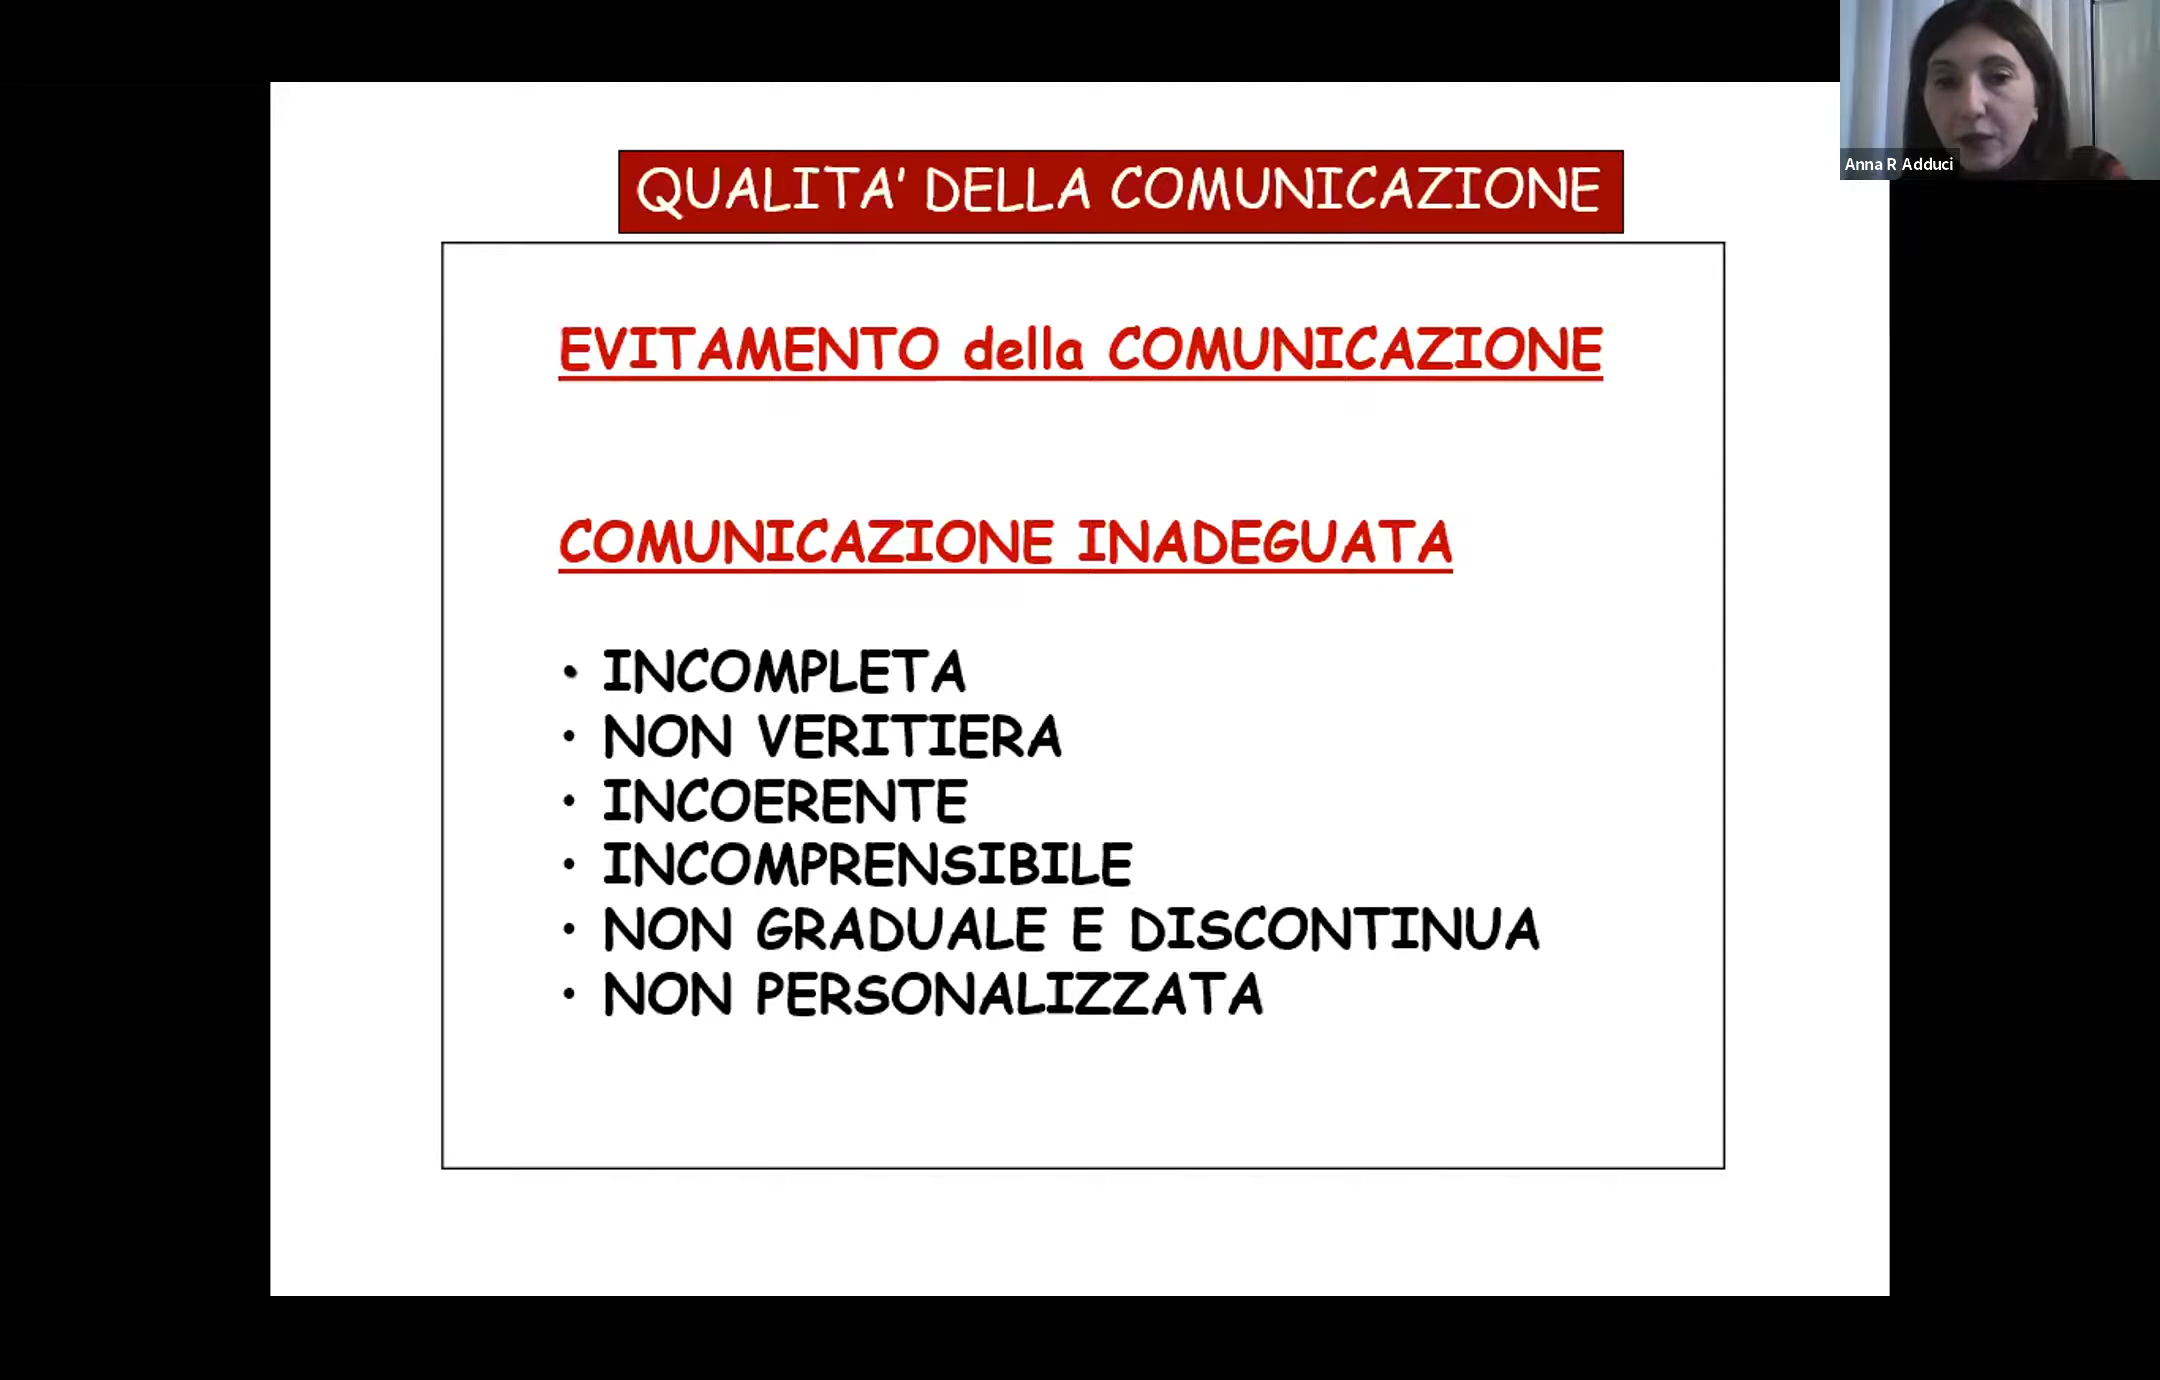 QUALITA' DELLA COMUNICAZIONE
Anna R Adduci
EVITAMENTO della COMUNICAZIONE
COMUNICAZIONE INADEGUATA
• INCOMPLETA
• NON VERITIERA
• INCOERENTE
• INCOMPRENSIBILE
• NON GRADUALE E DISCONTINUA
• NON PERSONALIZZATA